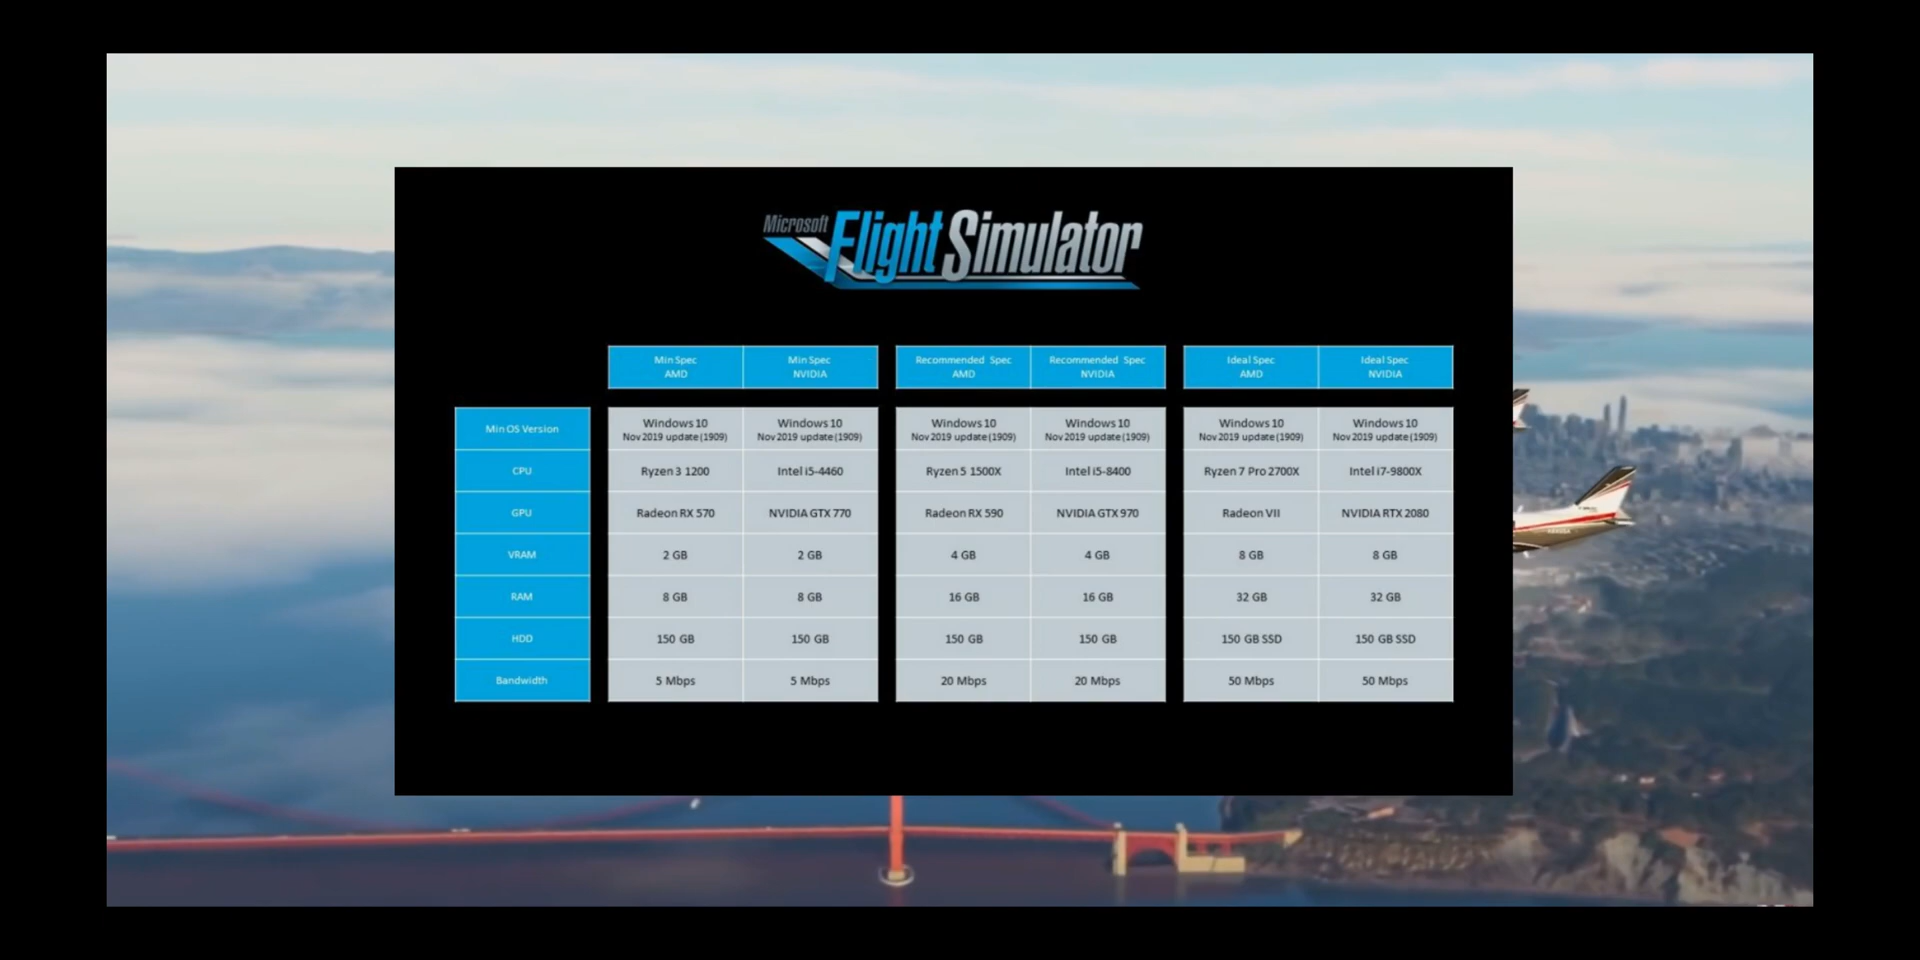 Microsoft Flight Simulator
Min Spec AMD
Min Spec NVIDIA
Recommended Spec AMD
Recommended Spec NVIDIA
Ideal Spec AMD
Ideal Spec NVIDIA
Min OS Version
Windows 10 Nov 2019 update (1909)
Windows 10 Nov 2019 update (1909)
Windows 10 Nov 2019 update (1909)
Windows 10 Nov 2019 update (1909)
Windows 10 Nov 2019 update (1909)
Windows 10 Nov 2019 update (1909)
CPU
Ryzen 3 1200
Intel i5-4460
Ryzen 5 1500X
Intel i5-8400
Ryzen 7 Pro 2700X
Intel i7-9800X
GPU
Radeon RX 570
NVIDIA GTX 770
Radeon RX 590
NVIDIA GTX 970
Radeon VII
NVIDIA RTX 2080
VRAM
2 GB
2 GB
4 GB
4 GB
8 GB
8 GB
RAM
8 GB
8 GB
16 GB
16 GB
32 GB
32 GB
HDD
150 GB
150 GB
150 GB
150 GB
150 GB SSD
150 GB SSD
Bandwidth
5 Mbps
5 Mbps
20 Mbps
20 Mbps
50 Mbps
50 Mbps